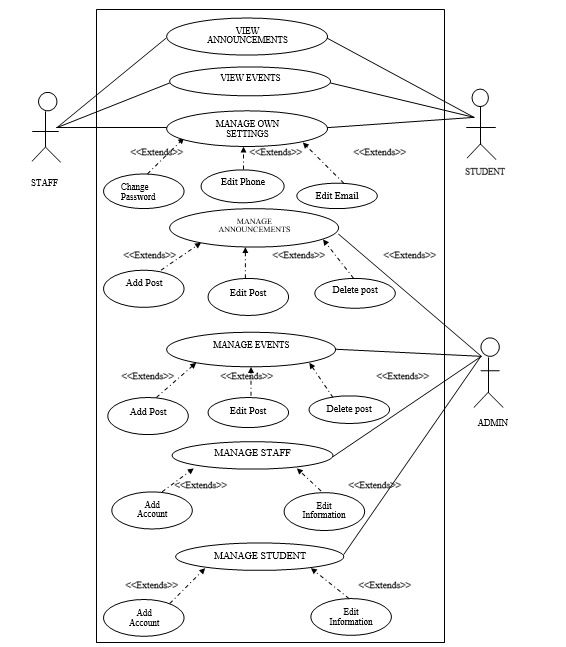 VIEW
ANNOUNCEMENTS
VIEW EVENTS
MANAGE OWN
SETTINGS
<<Extends>>
<<Extends>>
<<Extends>>
STAFF
STUDENT
Change
Password
Edit Phone
Edit Email
MANAGE
ANNOUNCEMENTS
<<Extends>>
<<Extends>>
<<Extends>>
Add Post
Edit Post
Delete post
MANAGE EVENTS
<<Extends>>
<<Extends>>
<<Extends>>
Add Post
Edit Post
Delete post
ADMIN
MANAGE STAFF
<<Extends>>
<<Extends>>
Add
Account
Edit
Information
MANAGE STUDENT
<<Extends>>
<<Extends>>
Add
Account
Edit
Information